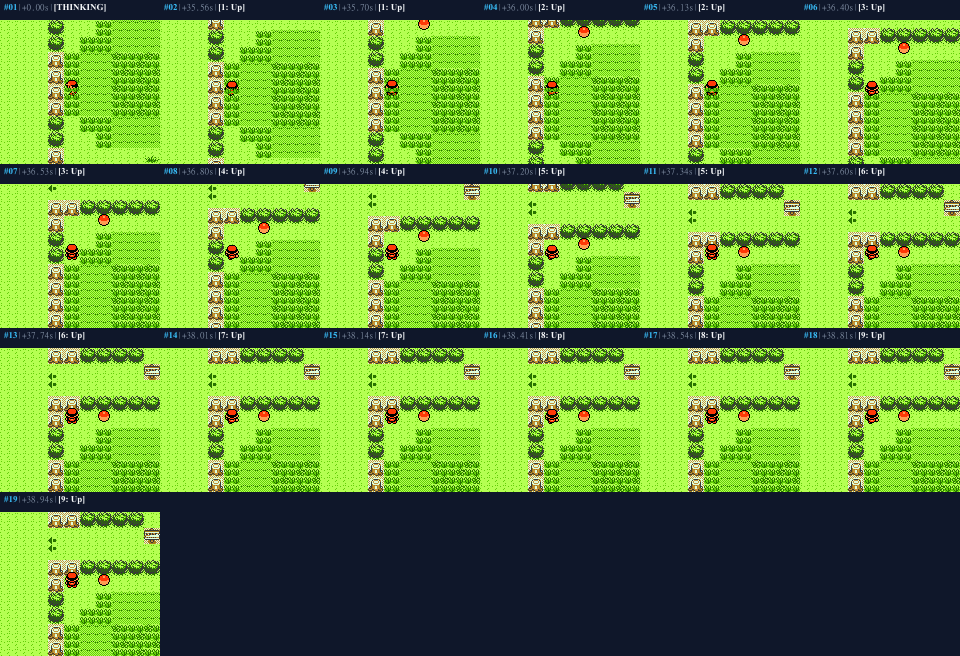 #01|+0.00s|[THINKING] #02|+35.56s|[1: Up] #03|+35.70s|[1: Up] #04|+36.00s|[2: Up] #05|+36.13s|[2: Up] #06|+36.40s|[3: Up]
#07|+36.53s|[3: Up] #08|+36.80s|[4: Up] #09|+36.94s|[4: Up] #10|+37.20s|[5: Up] #11|+37.34s|[5: Up] #12|+37.60s|[6: Up]
#13|+37.74s|[6: Up] #14|+38.01s|[7: Up] #15|+38.14s|[7: Up] #16|+38.41s|[8: Up] #17|+38.54s|[8: Up] #18|+38.81s|[9: Up]
#19|+38.94s|[9: Up]